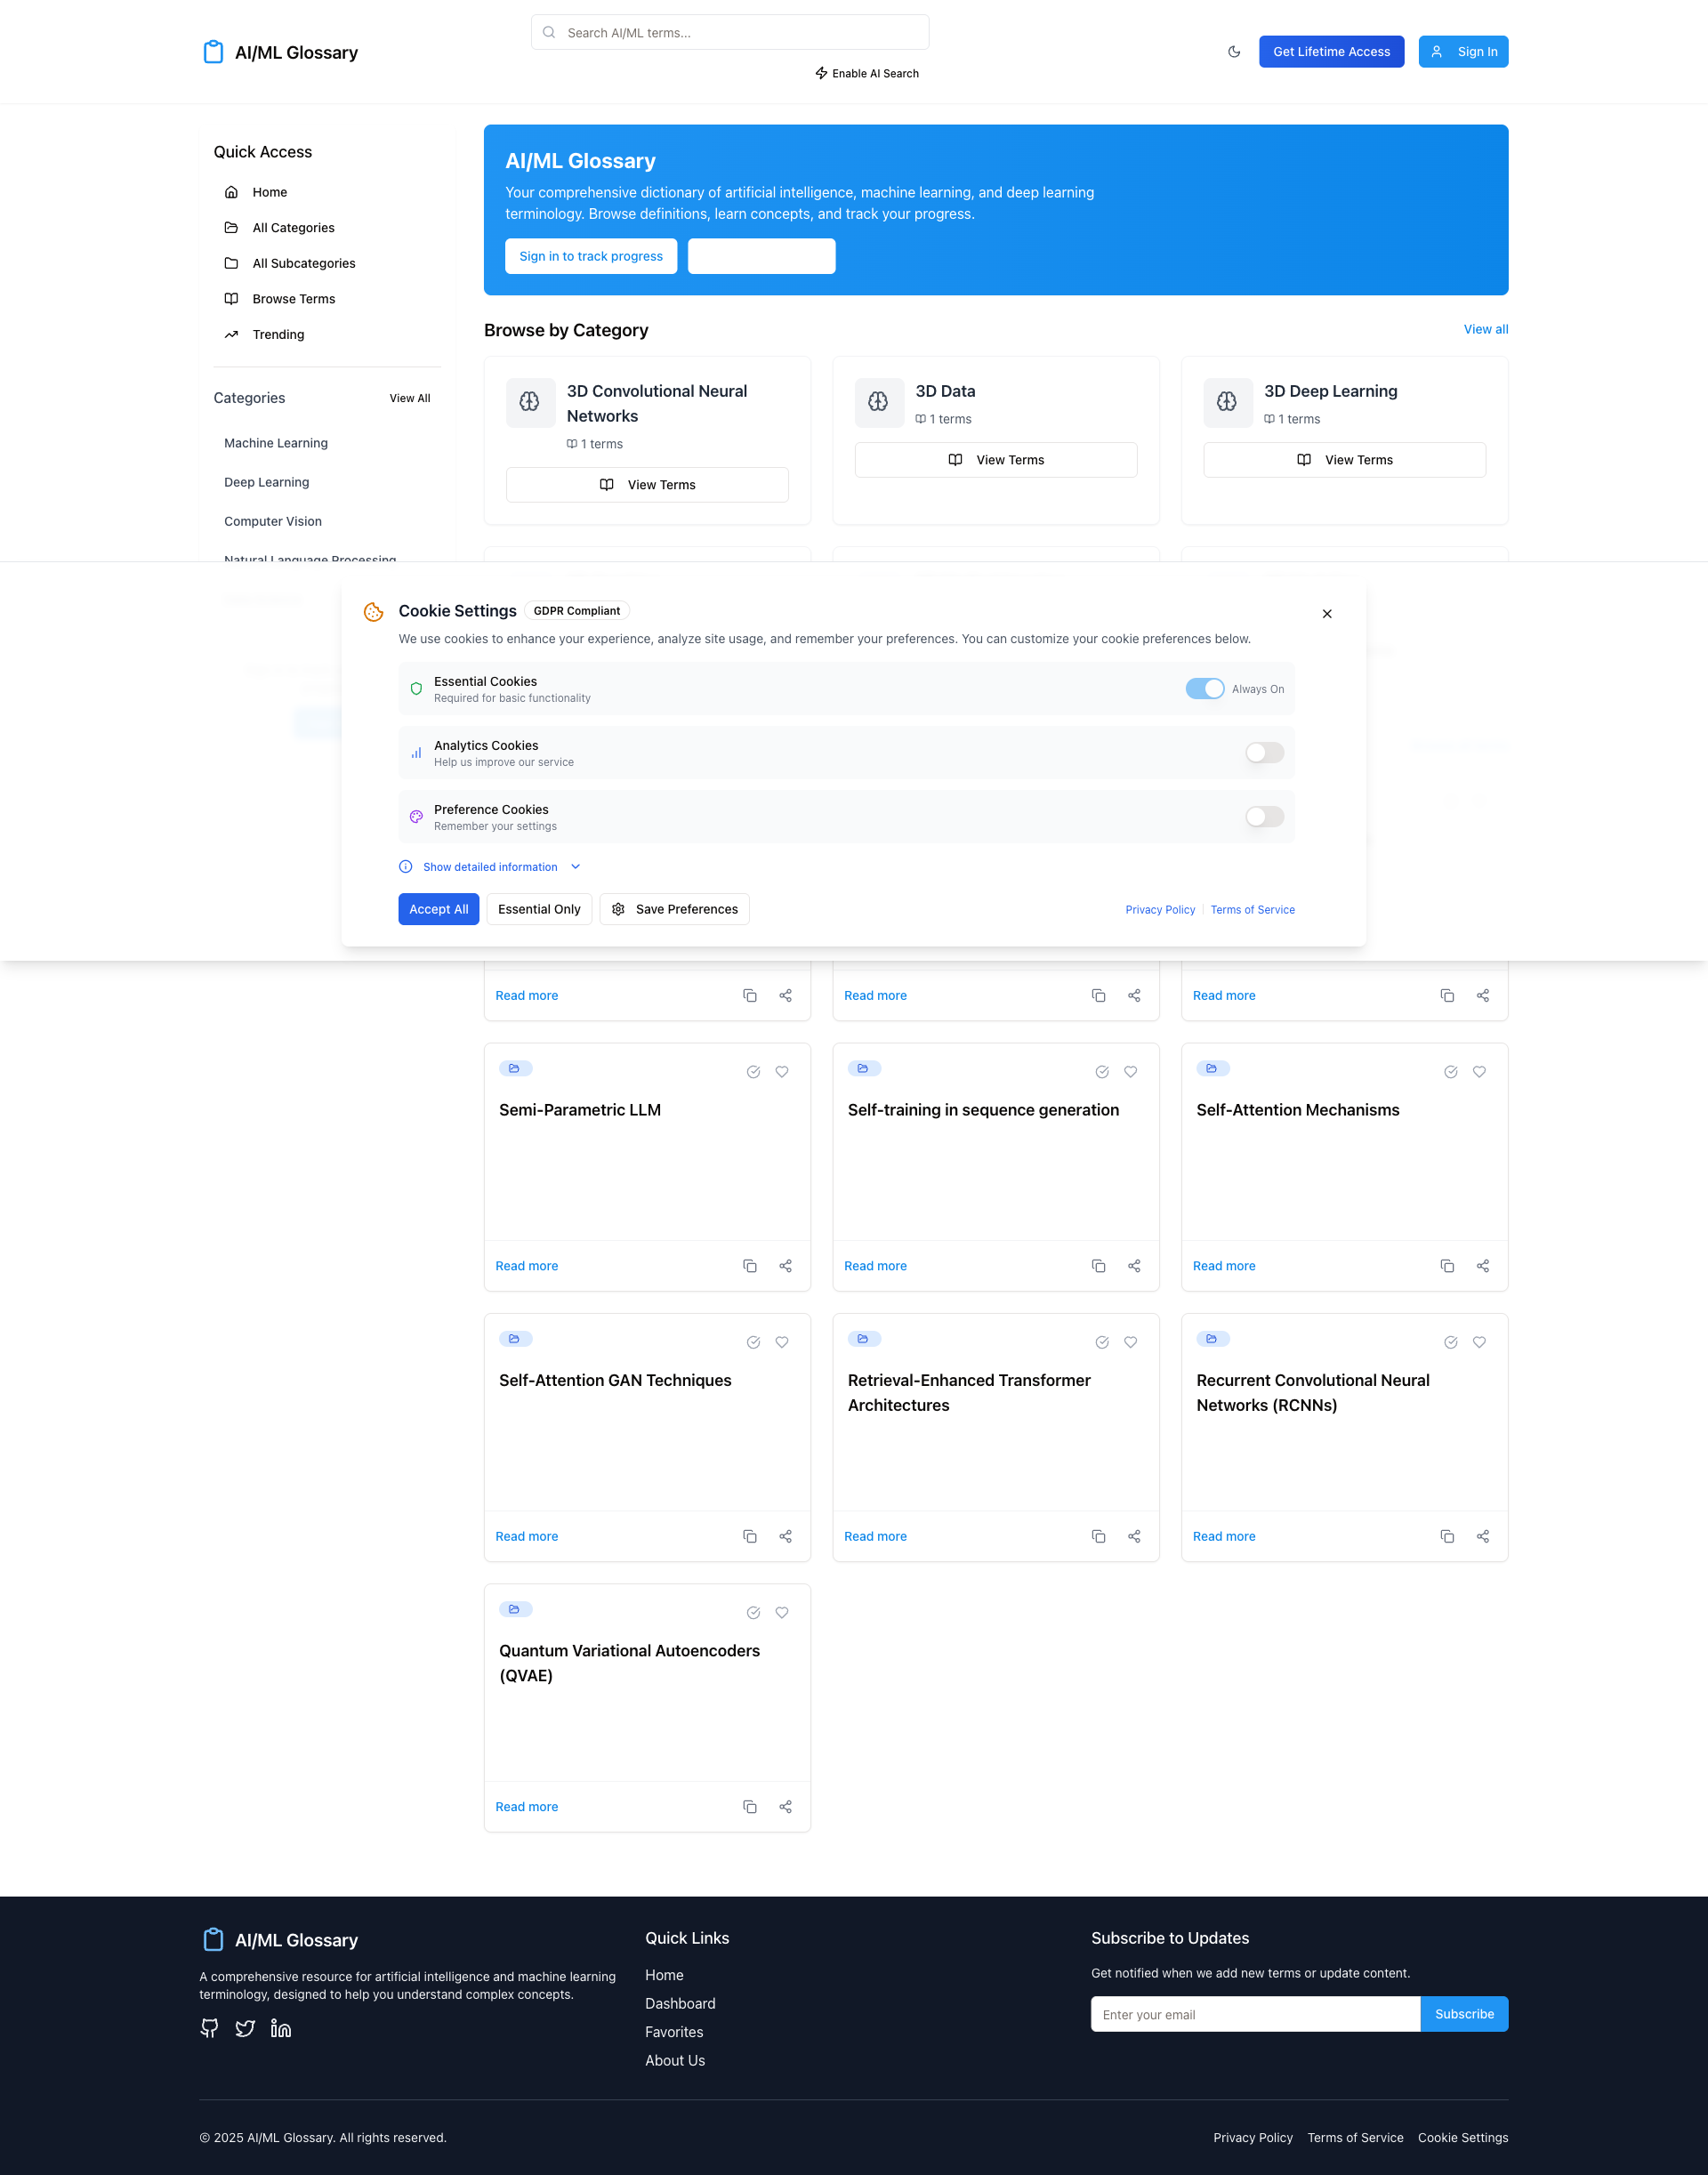 AI/ML Glossary
Search AI/ML terms...
Enable AI Search
Get Lifetime Access
Sign In
Quick Access
Home
All Categories
All Subcategories
Browse Terms
Trending
Categories
View All
Machine Learning
Deep Learning
Computer Vision
Natural Language Processing
AI/ML Glossary
Your comprehensive dictionary of artificial intelligence, machine learning, and deep learning
terminology. Browse definitions, learn concepts, and track your progress.
Sign in to track progress
Browse by Category
View all
3D Convolutional Neural
Networks
1 terms
View Terms
3D Data
1 terms
View Terms
3D Deep Learning
1 terms
View Terms
Cookie Settings
GDPR Compliant
We use cookies to enhance your experience, analyze site usage, and remember your preferences. You can customize your cookie preferences below.
Essential Cookies
Required for basic functionality
Always On
Analytics Cookies
Help us improve our service
Preference Cookies
Remember your settings
Show detailed information
Accept All
Essential Only
Save Preferences
Privacy Policy
Terms of Service
Read more
Read more
Read more
Semi-Parametric LLM
Read more
Self-training in sequence generation
Read more
Self-Attention Mechanisms
Read more
Self-Attention GAN Techniques
Read more
Retrieval-Enhanced Transformer
Architectures
Read more
Recurrent Convolutional Neural
Networks (RCNNs)
Read more
Quantum Variational Autoencoders
(QVAE)
Read more
AI/ML Glossary
A comprehensive resource for artificial intelligence and machine learning
terminology, designed to help you understand complex concepts.
Quick Links
Home
Dashboard
Favorites
About Us
Subscribe to Updates
Get notified when we add new terms or update content.
Enter your email
Subscribe
© 2025 AI/ML Glossary. All rights reserved.
Privacy Policy
Terms of Service
Cookie Settings